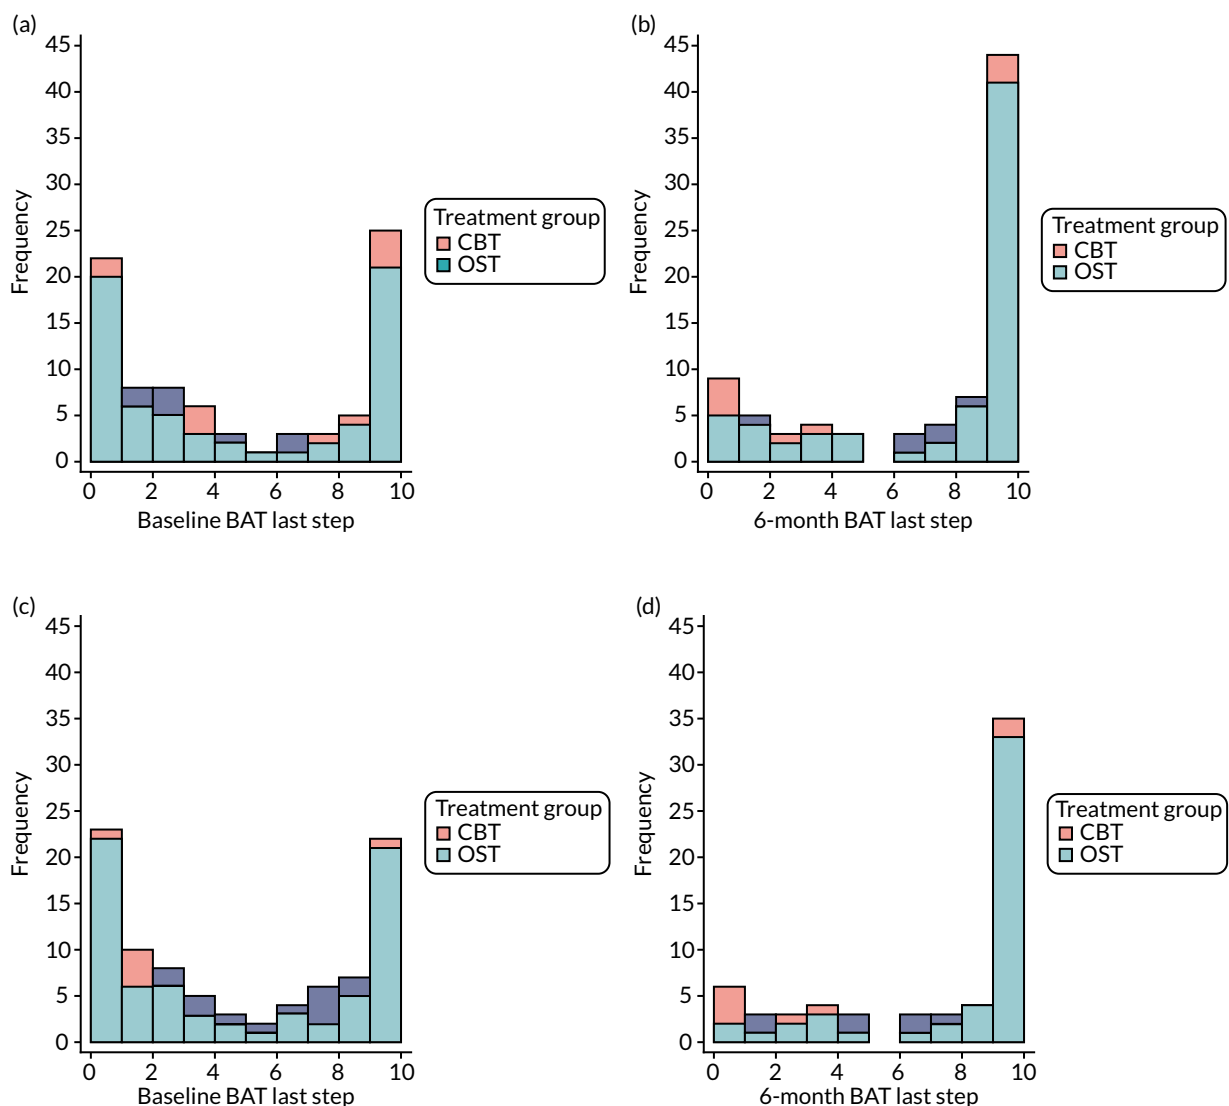 (a)
45
40
35
30
25
20
15
10
5
0
Frequency
0 2 4 6 8 10
Baseline BAT last step
Treatment group
CBT
OST
(b)
45
40
35
30
25
20
15
10
5
0
Frequency
0 2 4 6 8 10
6-month BAT last step
Treatment group
CBT
OST
(c)
45
40
35
30
25
20
15
10
5
0
Frequency
0 2 4 6 8 10
Baseline BAT last step
Treatment group
CBT
OST
(d)
45
40
35
30
25
20
15
10
5
0
Frequency
0 2 4 6 8 10
6-month BAT last step
Treatment group
CBT
OST